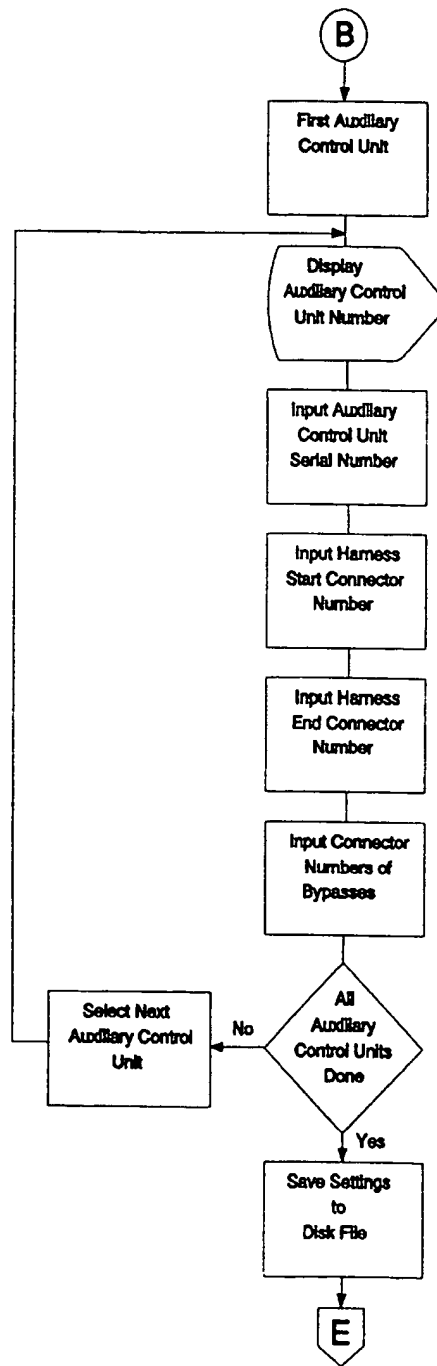 B
First Auxiliary
Control Unit
Display
Auxiliary Control
Unit Number
Input Auxiliary
Control Unit
Serial Number
Input Harness
Start Connector
Number
Input Harness
End Connector
Number
Input Connector
Numbers of
Bypasses
All
Auxiliary
Control Units
Done
No
Select Next
Auxiliary Control
Unit
Yes
Save Settings
to
Disk File
E